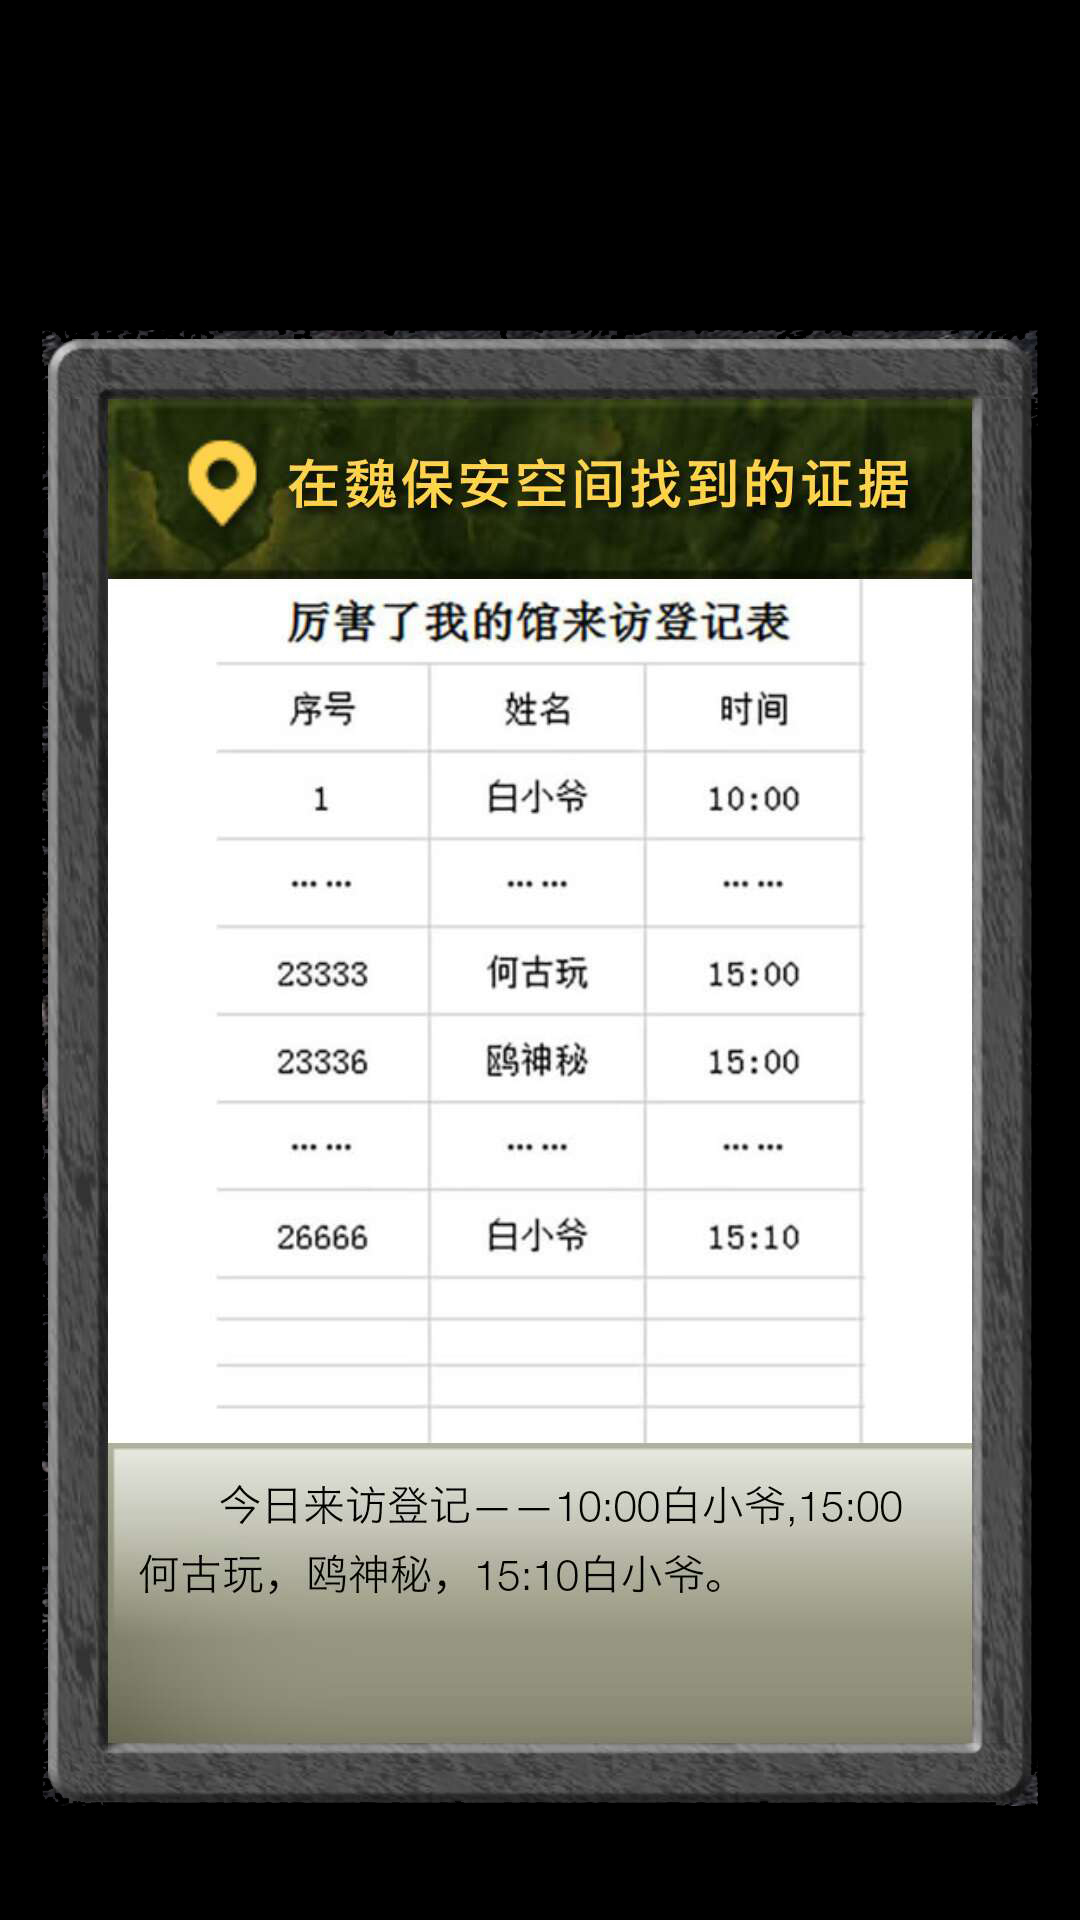 在魏保安空间找到的证据
厉害了我的馆来访登记表
序号 姓名 时间
1 白小爷 10:00
…… …… ……
23333 何古玩 15:00
23336 鸥神秘 15:00
…… …… ……
26666 白小爷 15:10
今日来访登记——10:00白小爷,15:00
何古玩，鸥神秘，15:10白小爷。